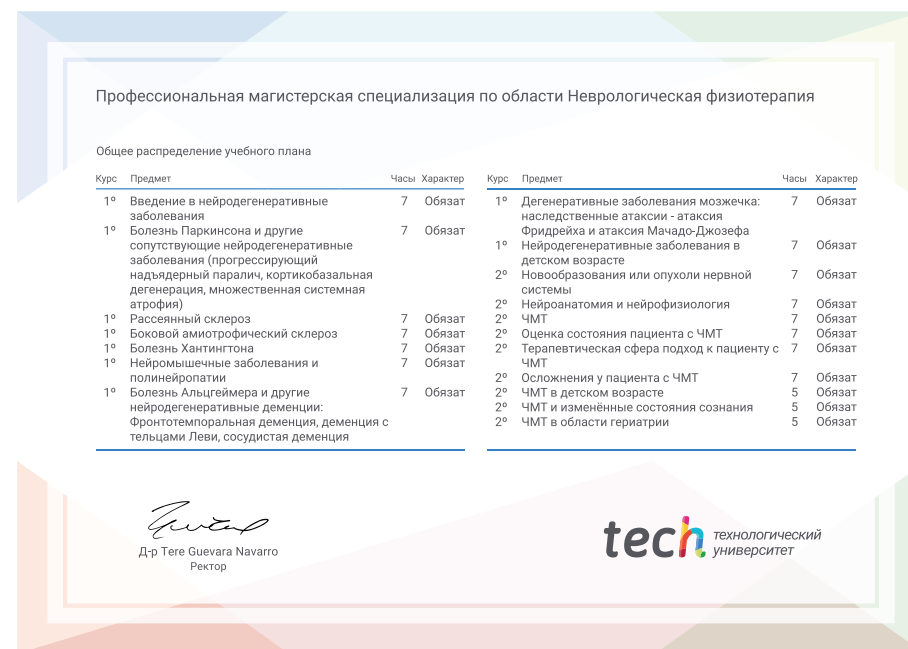 Профессиональная магистерская специализация по области Неврологическая физиотерапия
Общее распределение учебного плана
Курс Предмет Часы Характер
1º Введение в нейродегенеративные 7 Обязат
заболевания
1º Болезнь Паркинсона и другие 7 Обязат
сопутствующие нейродегенеративные
заболевания (прогрессирующий
надъядерный паралич, кортикобазальная
дегенерация, множественная системная
атрофия)
1º Рассеянный склероз 7 Обязат
1º Боковой амиотрофический склероз 7 Обязат
1º Болезнь Хантингтона 7 Обязат
1º Нейромышечные заболевания и 7 Обязат
полинейропатии
1º Болезнь Альцгеймера и другие 7 Обязат
нейродегенеративные деменции:
Фронтотемпоральная деменция, деменция с
тельцами Леви, сосудистая деменция
Курс Предмет Часы Характер
1º Дегенеративные заболевания мозжечка: 7 Обязат
наследственные атаксии - атаксия
Фридрейха и атаксия Мачадо-Джозефа
1º Нейродегенеративные заболевания в 7 Обязат
детском возрасте
2º Новообразования или опухоли нервной 7 Обязат
системы
2º Нейроанатомия и нейрофизиология 7 Обязат
2º ЧМТ 7 Обязат
2º Оценка состояния пациента с ЧМТ 7 Обязат
2º Терапевтическая сфера подход к пациенту с 7 Обязат
ЧМТ
2º Осложнения у пациента с ЧМТ 7 Обязат
2º ЧМТ в детском возрасте 5 Обязат
2º ЧМТ и изменённые состояния сознания 5 Обязат
2º ЧМТ в области гериатрии 5 Обязат
Д-р Tere Guevara Navarro
Ректор
tech технологический
университет